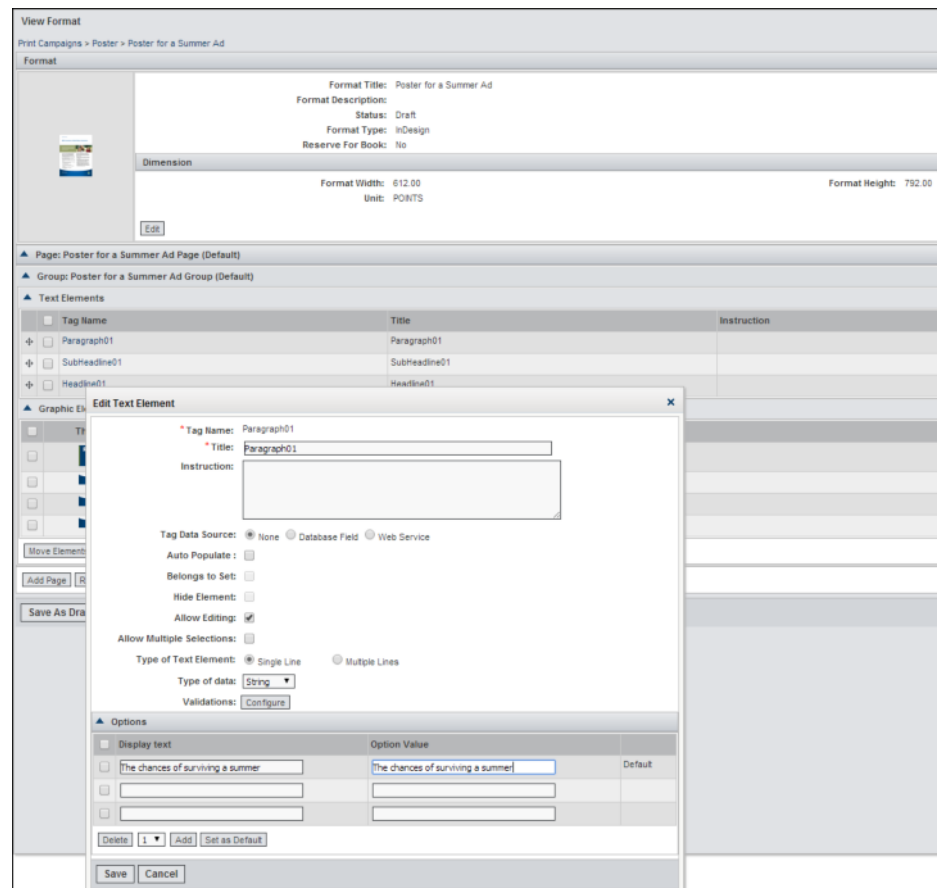 View Format
Print Campaigns > Poster > Poster for a Summer Ad
Format
Format Title: Poster for a Summer Ad
Format Description:
Status: Draft
Format Type: InDesign
Reserve For Book: No
Dimension
Format Width: 612.00 Format Height: 792.00
Unit: POINTS
Edit
Page: Poster for a Summer Ad Page (Default)
Group: Poster for a Summer Ad Group (Default)
Text Elements
Tag Name Title Instruction
Paragraph01 Paragraph01
SubHeadline01 SubHeadline01
Headline01 Headline01
Graphic El
Th
Move Elements
Add Page R
Save As Dra
Edit Text Element x
*Tag Name: Paragraph01
*Title: Paragraph01
Instruction:
Tag Data Source: None Database Field Web Service
Auto Populate :
Belongs to Set:
Hide Element:
Allow Editing:
Allow Multiple Selections:
Type of Text Element: Single Line Multiple Lines
Type of data: String
Validations: Configure
Options
Display text Option Value
The chances of surviving a summer The chances of surviving a summer Default
Delete 1 Add Set as Default
Save Cancel